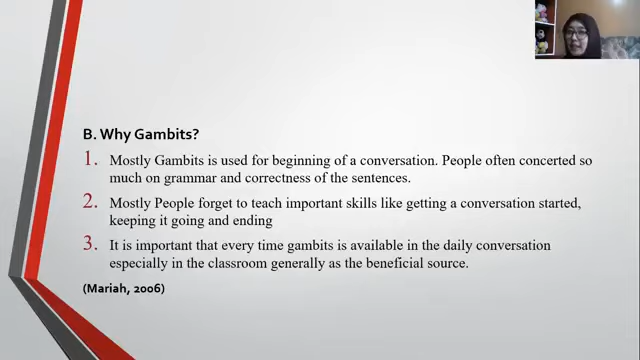 B. Why Gambits?
1. Mostly Gambits is used for beginning of a conversation. People often concerted so
much on grammar and correctness of the sentences.
2. Mostly People forget to teach important skills like getting a conversation started,
keeping it going and ending
3. It is important that every time gambits is available in the daily conversation
especially in the classroom generally as the beneficial source.
(Mariah, 2006)